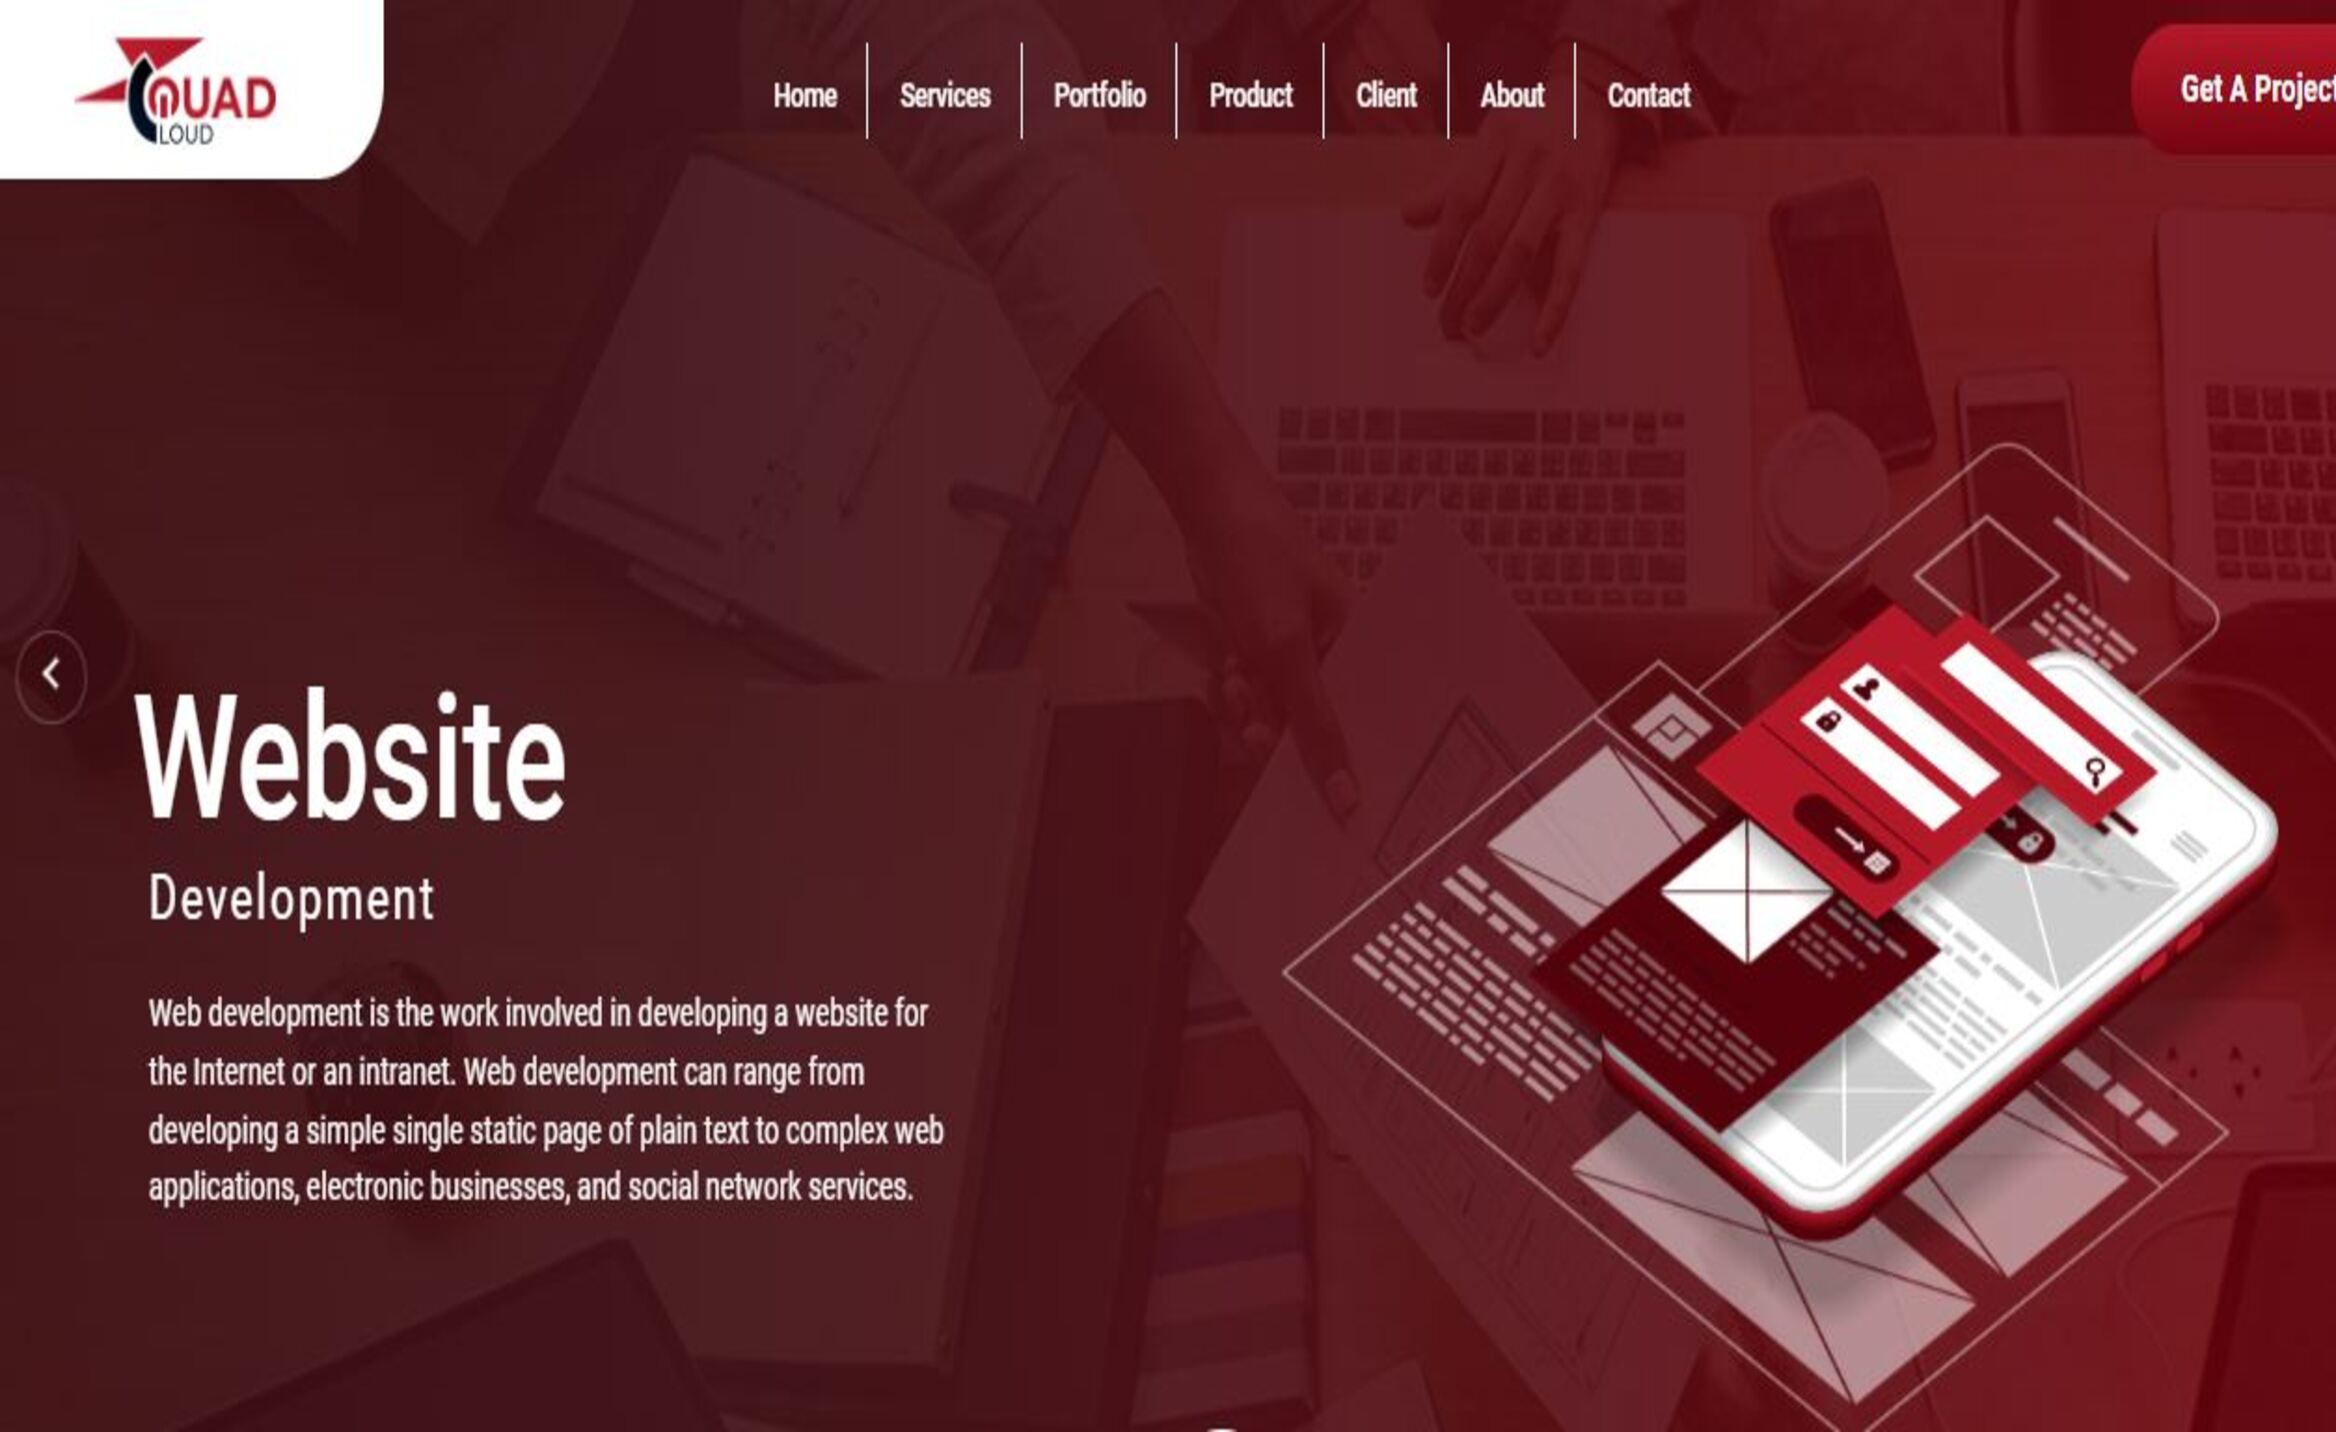 QUAD
LOUD
Home
Services
Portfolio
Product
Client
About
Contact
Get A Project
Website
Development
Web development is the work involved in developing a website for
the Internet or an intranet. Web development can range from
developing a simple single static page of plain text to complex web
applications, electronic businesses, and social network services.